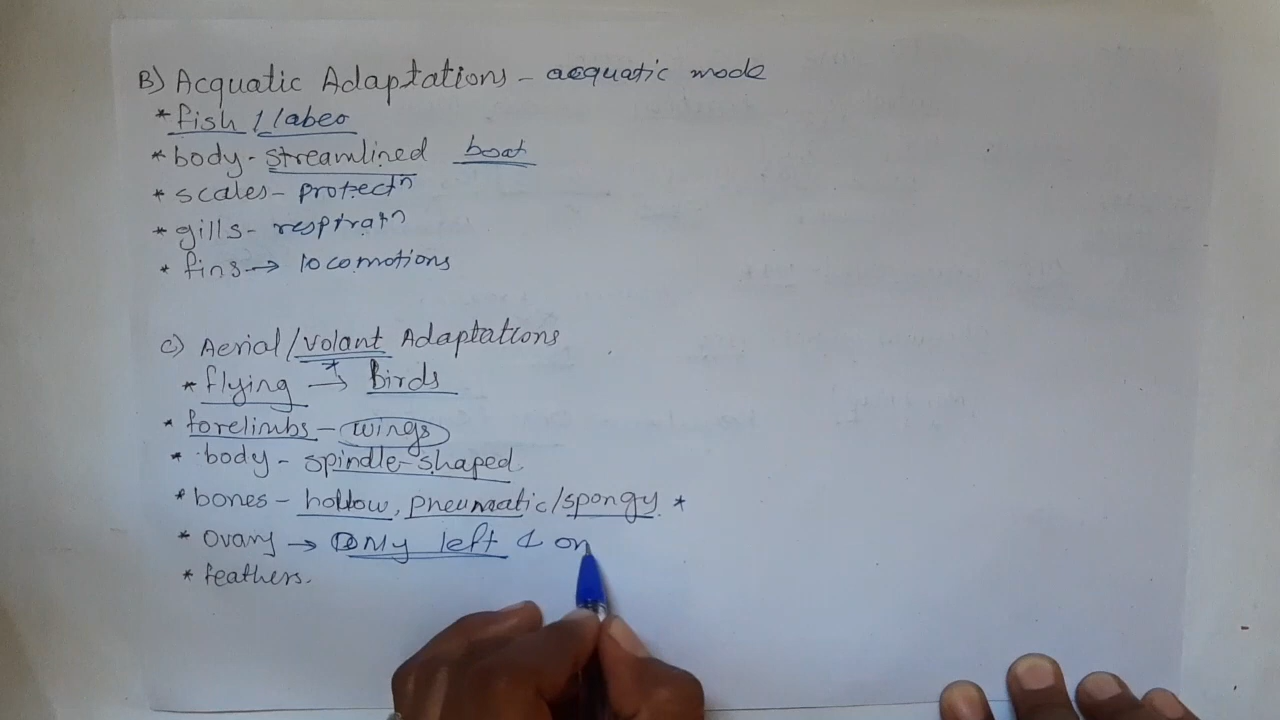 B) Acquatic Adaptations - acquatic mode
* fish / labeo
* body - streamlined boat
* scales - protectⁿ
* gills - respiratⁿ
* fins → locomotions
C) Aerial / volant Adaptations
* flying → Birds
* forelimbs - wings
* body - spindle-shaped.
* bones - hollow, pneumatic/spongy *
* ovary → Only left & on
* feathers.